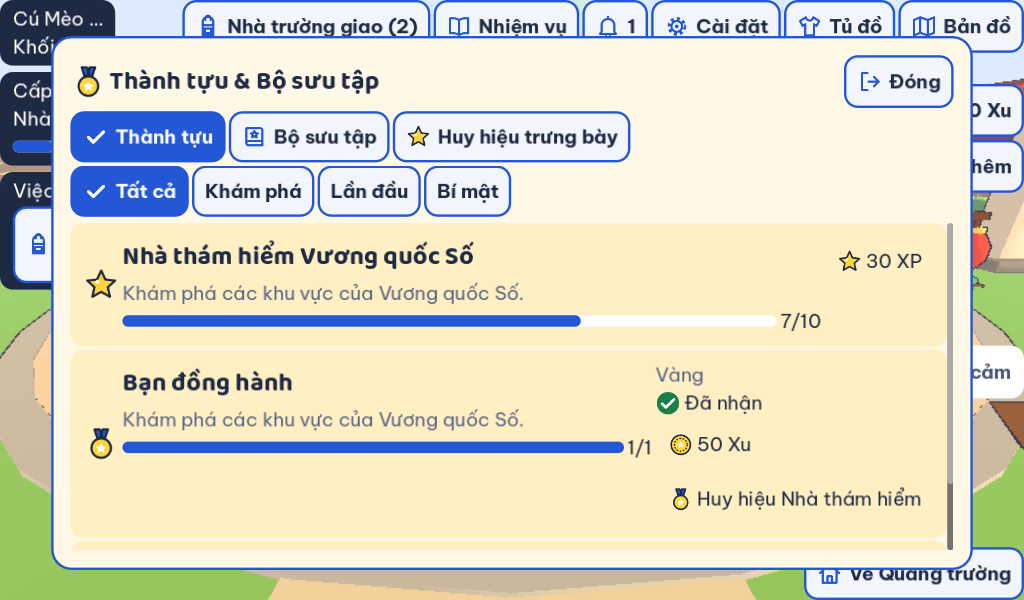 Cú Mèo ...
Khối
Nhà trường giao (2)
Nhiệm vụ
1
Cài đặt
Tủ đồ
Bản đồ
Cấp
Nhà
Xu
Việc
Thành tựu & Bộ sưu tập
Đóng
Thành tựu
Bộ sưu tập
Huy hiệu trưng bày
Tất cả
Khám phá
Lần đầu
Bí mật
Nhà thám hiểm Vương quốc Số
Khám phá các khu vực của Vương quốc Số.
7/10
30 XP
Bạn đồng hành
Khám phá các khu vực của Vương quốc Số.
1/1
Vàng
Đã nhận
50 Xu
Huy hiệu Nhà thám hiểm
cảm
Về Quảng trường